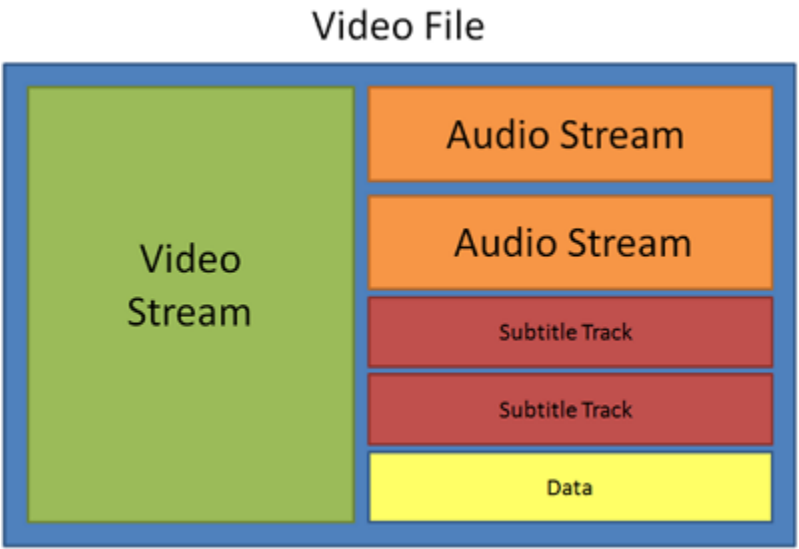 Video File
Video
Stream
Audio Stream
Audio Stream
Subtitle Track
Subtitle Track
Data